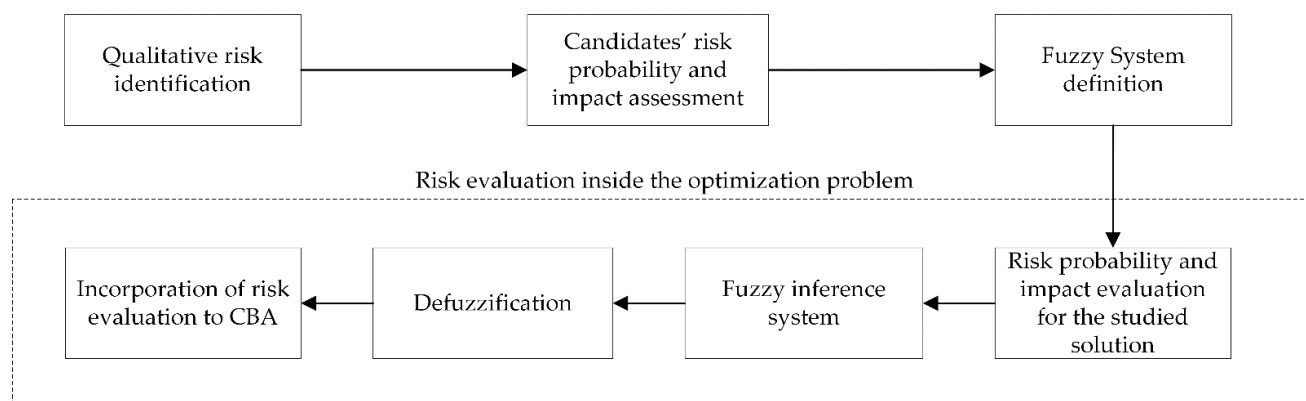 Qualitative risk
identification
Candidates' risk
probability and
impact assessment
Fuzzy System
definition
Risk evaluation inside the optimization problem
Risk probability and
impact evaluation
for the studied
solution
Fuzzy inference
system
Defuzzification
Incorporation of risk
evaluation to CBA